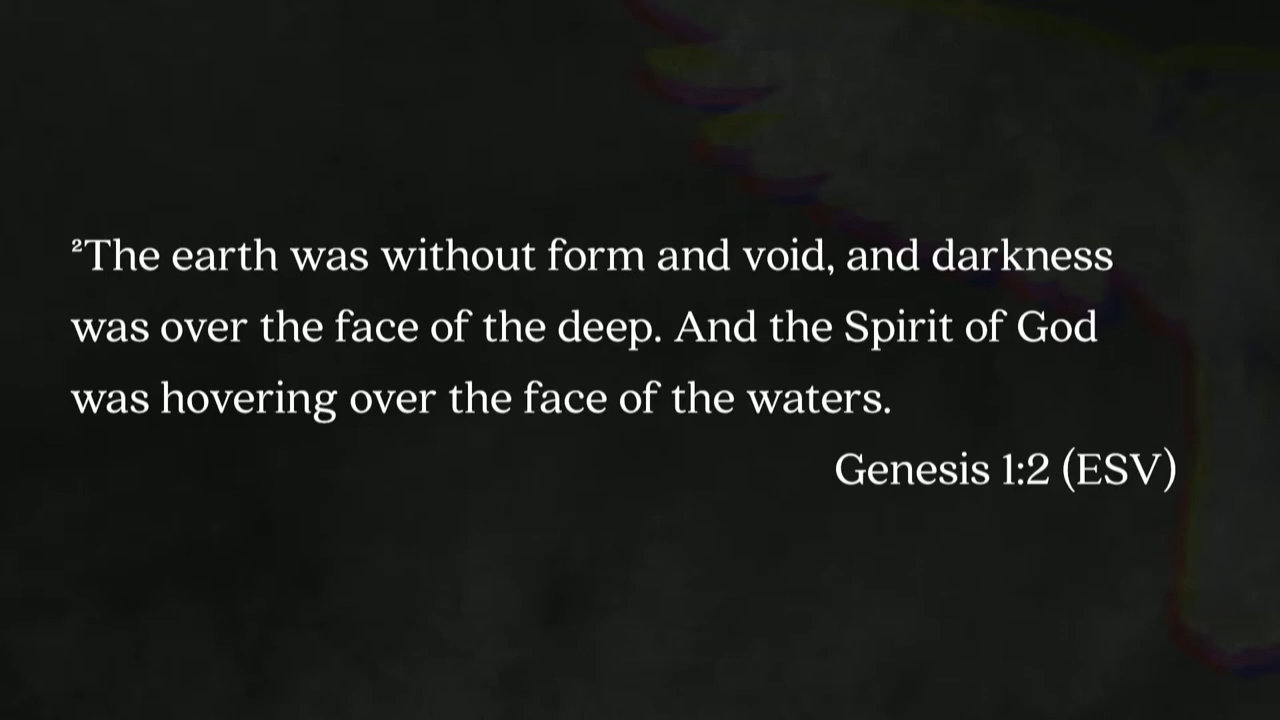 ²The earth was without form and void, and darkness
was over the face of the deep. And the Spirit of God
was hovering over the face of the waters.
Genesis 1:2 (ESV)